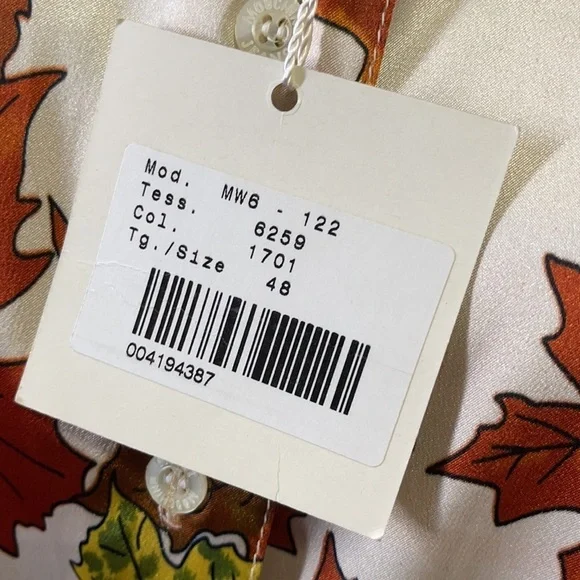 Mod. MW6 - 122
Tess. 6259
Col. 1701
Tg./Size 48
004194387